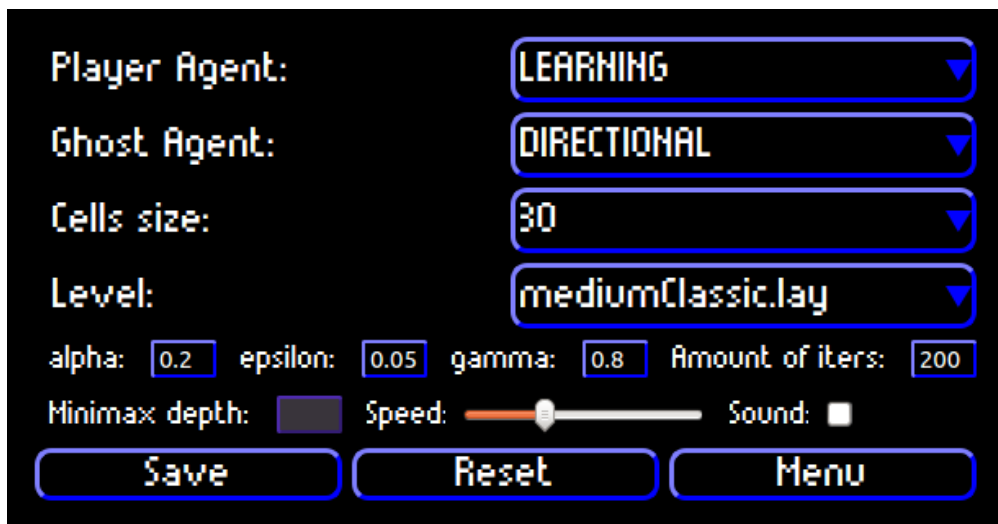 Player Agent: LEARNING
Ghost Agent: DIRECTIONAL
Cells size: 30
Level: mediumClassic.lay
alpha: 0.2 epsilon: 0.05 gamma: 0.8 Amount of iters: 200
Minimax depth: Speed: Sound:
Save Reset Menu